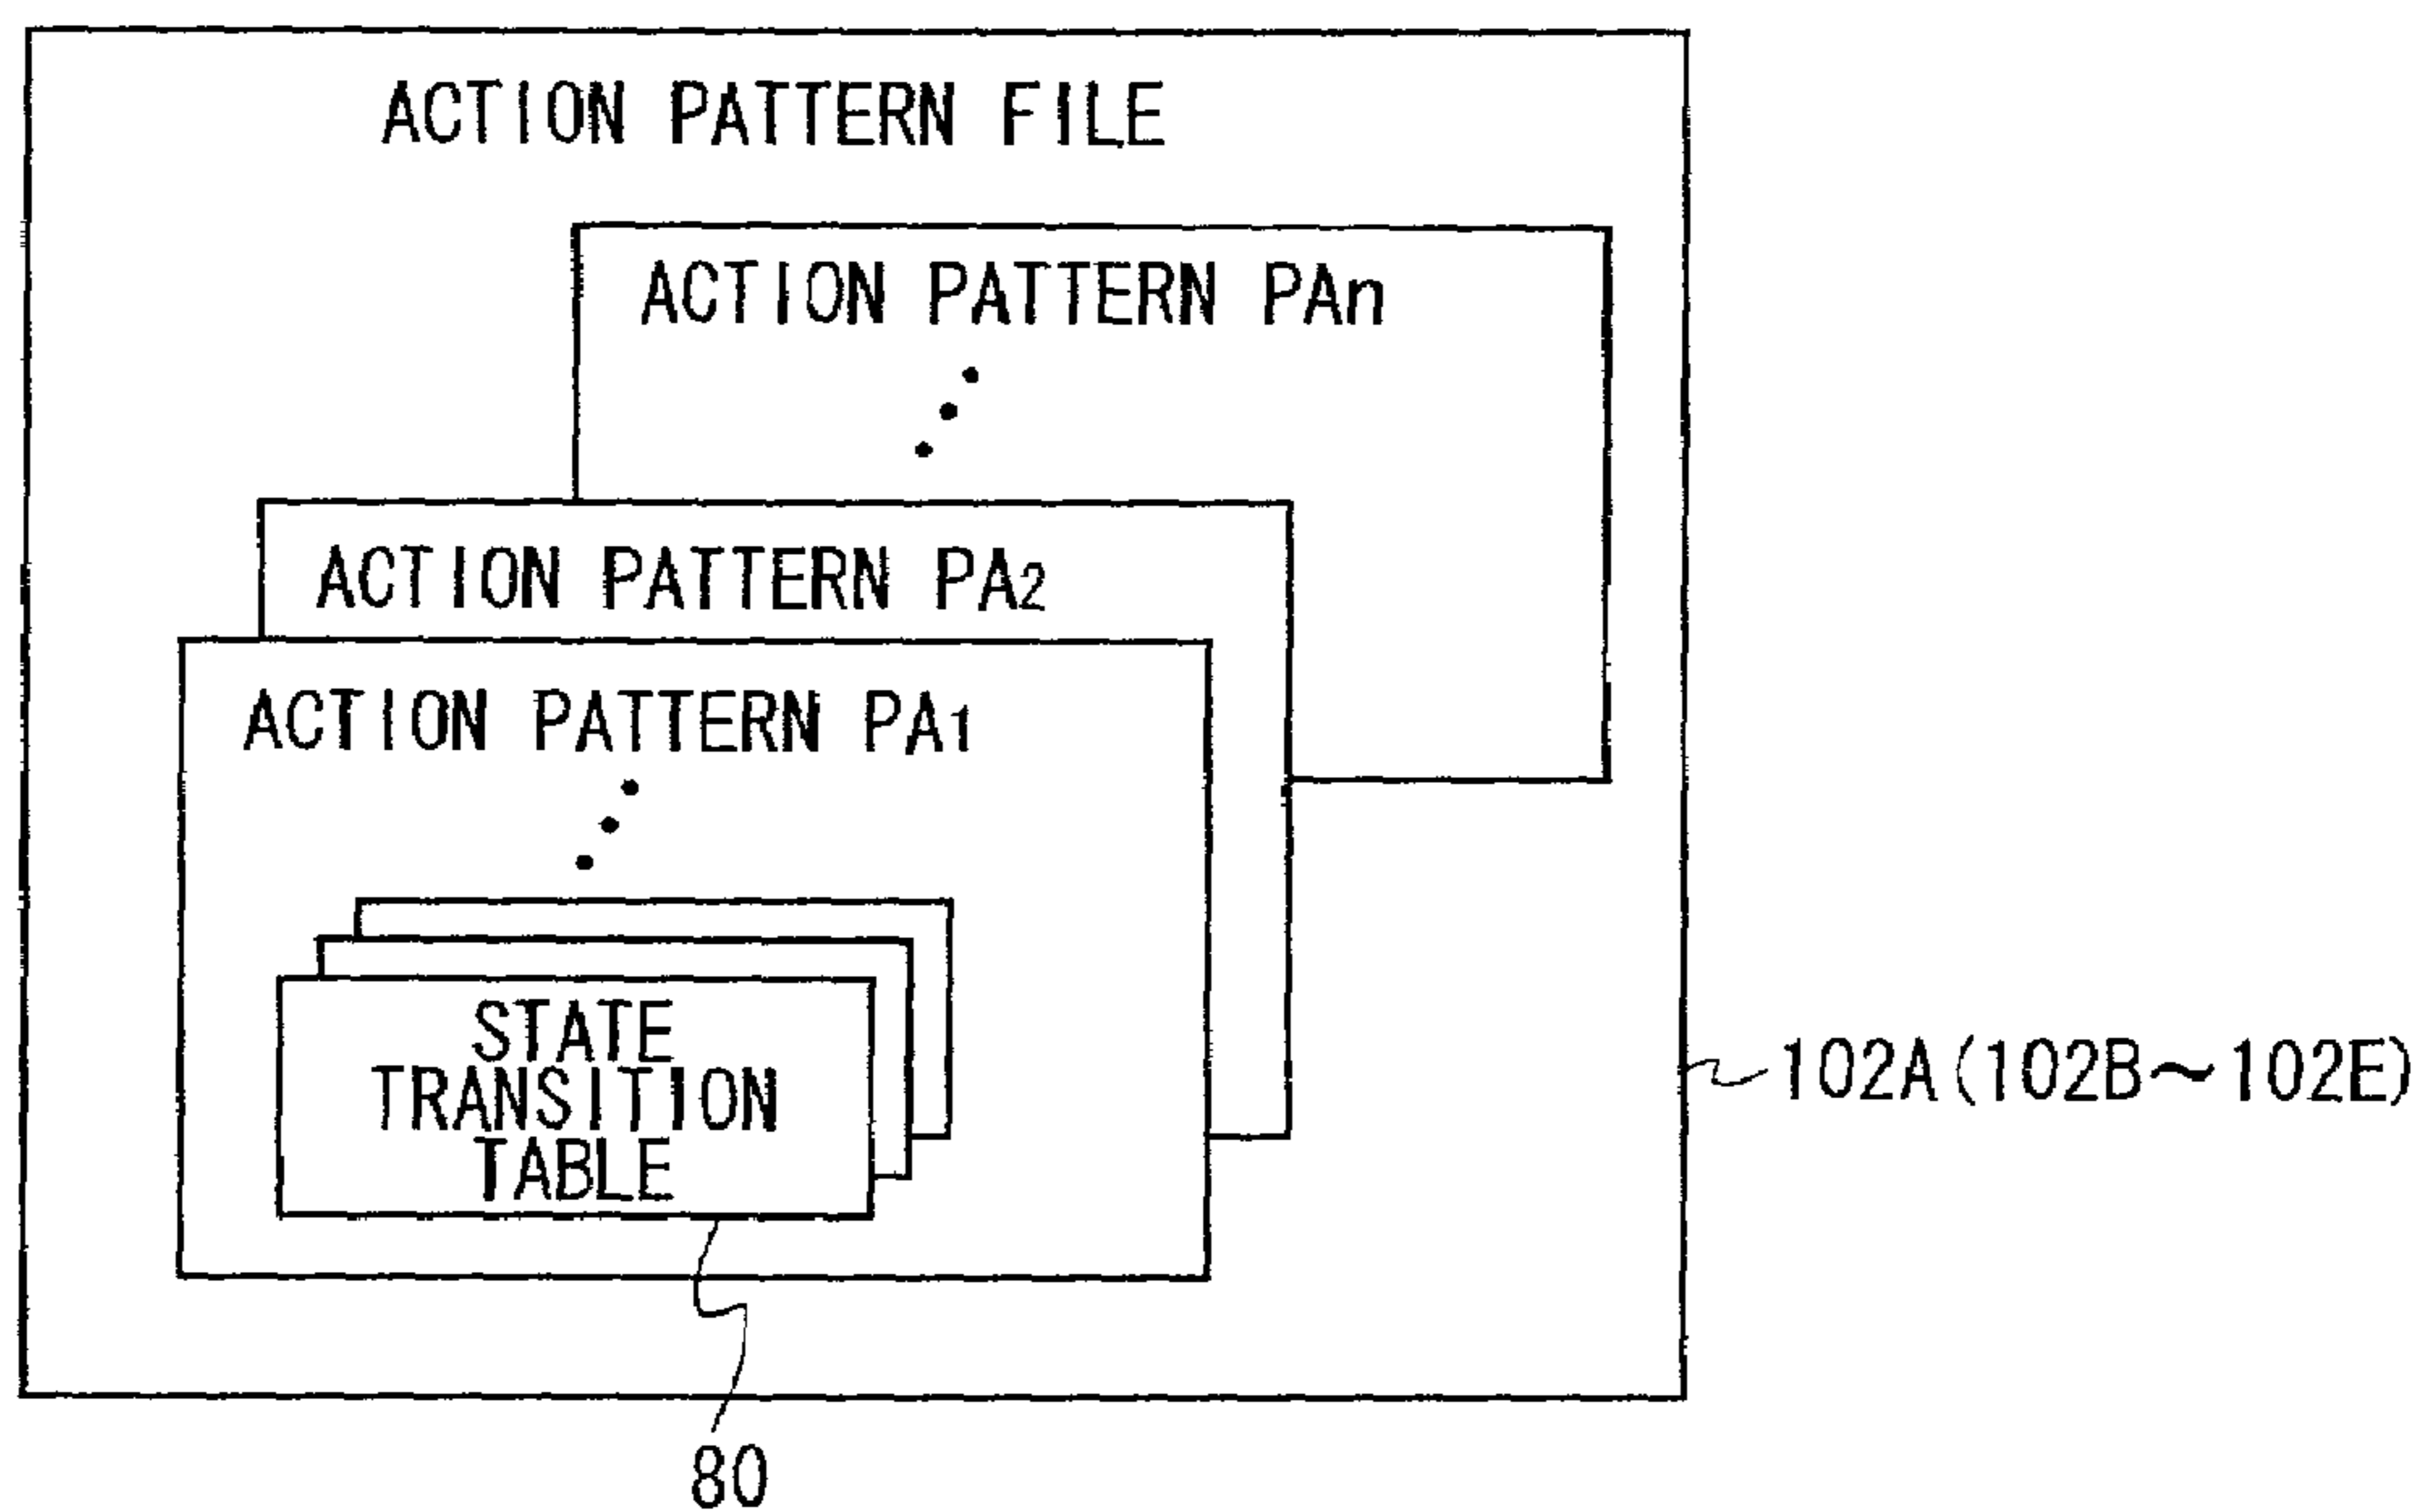 ACTION PATTERN FILE
ACTION PATTERN PAn
ACTION PATTERN PA2
ACTION PATTERN PA1
STATE
TRANSITION
TABLE
102A(102B~102E)
80